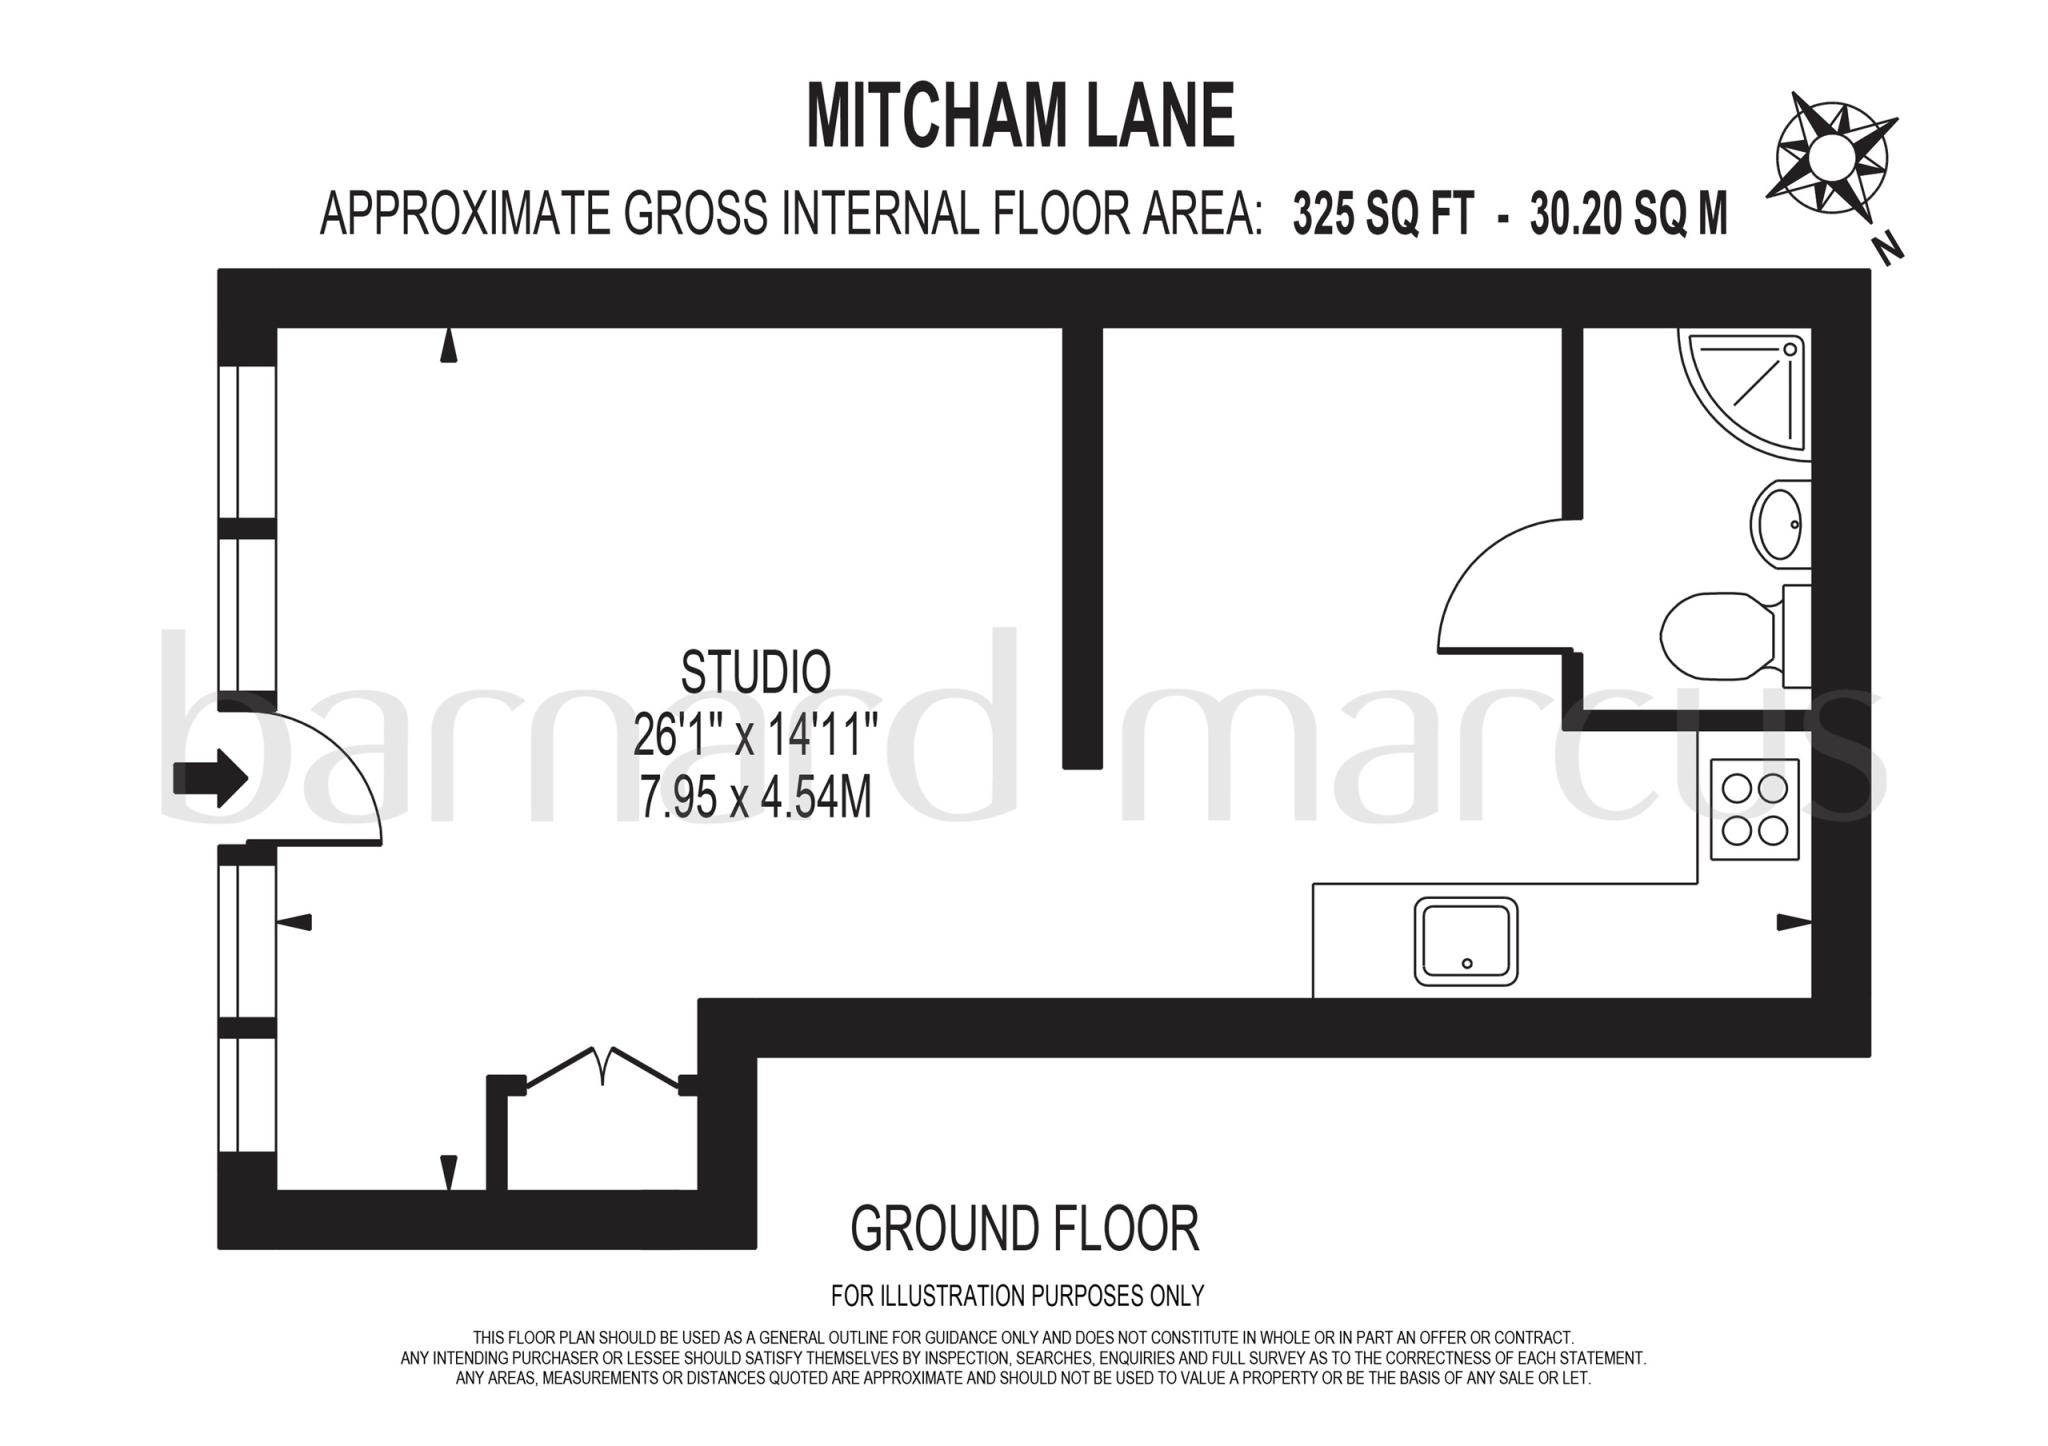 MITCHAM LANE
APPROXIMATE GROSS INTERNAL FLOOR AREA: 325 SQ FT - 30.20 SQ M
N
STUDIO
26'1" x 14'11"
7.95 x 4.54M
barnard marcus
GROUND FLOOR
FOR ILLUSTRATION PURPOSES ONLY
THIS FLOOR PLAN SHOULD BE USED AS A GENERAL OUTLINE FOR GUIDANCE ONLY AND DOES NOT CONSTITUTE IN WHOLE OR IN PART AN OFFER OR CONTRACT.
ANY INTENDING PURCHASER OR LESSEE SHOULD SATISFY THEMSELVES BY INSPECTION, SEARCHES, ENQUIRIES AND FULL SURVEY AS TO THE CORRECTNESS OF EACH STATEMENT.
ANY AREAS, MEASUREMENTS OR DISTANCES QUOTED ARE APPROXIMATE AND SHOULD NOT BE USED TO VALUE A PROPERTY OR BE THE BASIS OF ANY SALE OR LET.